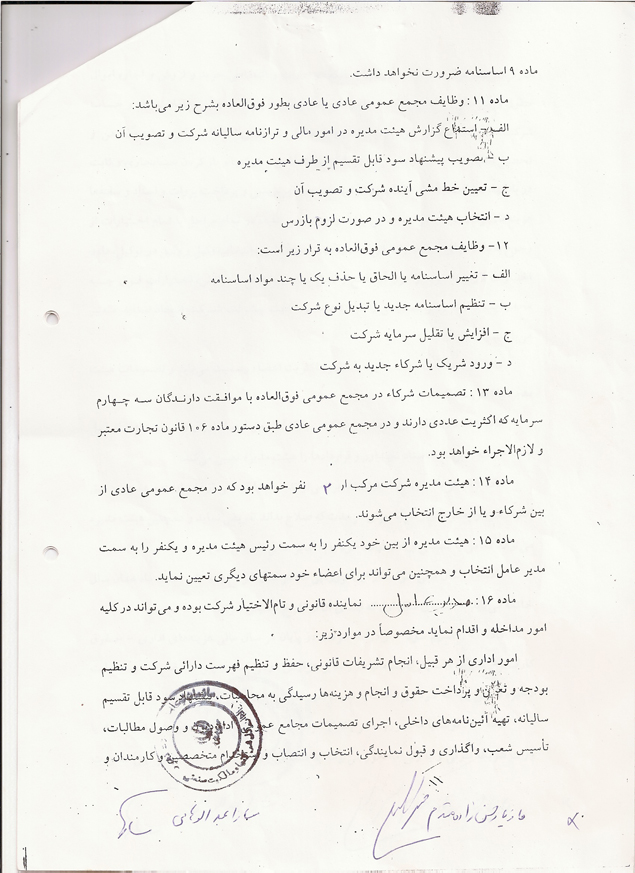 ماده ۹ اساسنامه ضرورت نخواهد داشت.
ماده ۱۱ : وظایف مجمع عمومی عادی یا عادی بطور فوق‌العاده بشرح زیر می‌باشد:
الف – استماع گزارش هیئت مدیره در امور مالی و ترازنامه سالیانه شرکت و تصویب آن
ب – تصویب پیشنهاد سود قابل تقسیم از طرف هیئت مدیره
ج – تعیین خط مشی آینده شرکت و تصویب آن
د – انتخاب هیئت مدیره و در صورت لزوم بازرس
۱۲– وظایف مجمع عمومی فوق‌العاده به قرار زیر است:
الف – تغییر اساسنامه یا الحاق یا حذف یک یا چند مواد اساسنامه
ب – تنظیم اساسنامه جدید یا تبدیل نوع شرکت
ج – افزایش یا تقلیل سرمایه شرکت
د – ورود شریک یا شرکاء جدید به شرکت
ماده ۱۳ : تصمیمات شرکاء در مجمع عمومی فوق‌العاده با موافقت دارندگان سه چهارم
سرمایه که اکثریت عددی دارند و در مجمع عمومی عادی طبق دستور ماده ۱۰۶ قانون تجارت معتبر
و لازم‌الاجراء خواهد بود.
ماده ۱۴ : هیئت مدیره شرکت مرکب از ۲ نفر خواهد بود که در مجمع عمومی عادی از
بین شرکاء و یا از خارج انتخاب می‌شوند.
ماده ۱۵ : هیئت مدیره از بین خود یکنفر را به سمت رئیس هیئت مدیره و یکنفر را به سمت
مدیر عامل انتخاب و همچنین می‌تواند برای اعضاء خود سمتهای دیگری تعیین نماید.
ماده ۱۶ : مدیرعامل نماینده قانونی و تام‌الاختیار شرکت بوده و می‌تواند در کلیه
امور مداخله و اقدام نماید مخصوصاً در موارد زیر:
امور اداری از هر قبیل، انجام تشریفات قانونی، حفظ و تنظیم فهرست دارائی شرکت و تنظیم
بودجه و تعیین و پرداخت حقوق و انجام و هزینه‌ها رسیدگی به سود قابل تقسیم
سالیانه، تهیه آئین‌نامه‌های داخلی، اجرای تصمیمات مجامع و وصول مطالبات،
تأسیس شعب، واگذاری و قبول نمایندگی، انتخاب و انتصاب و استخدام متخصصین و کارمندان و